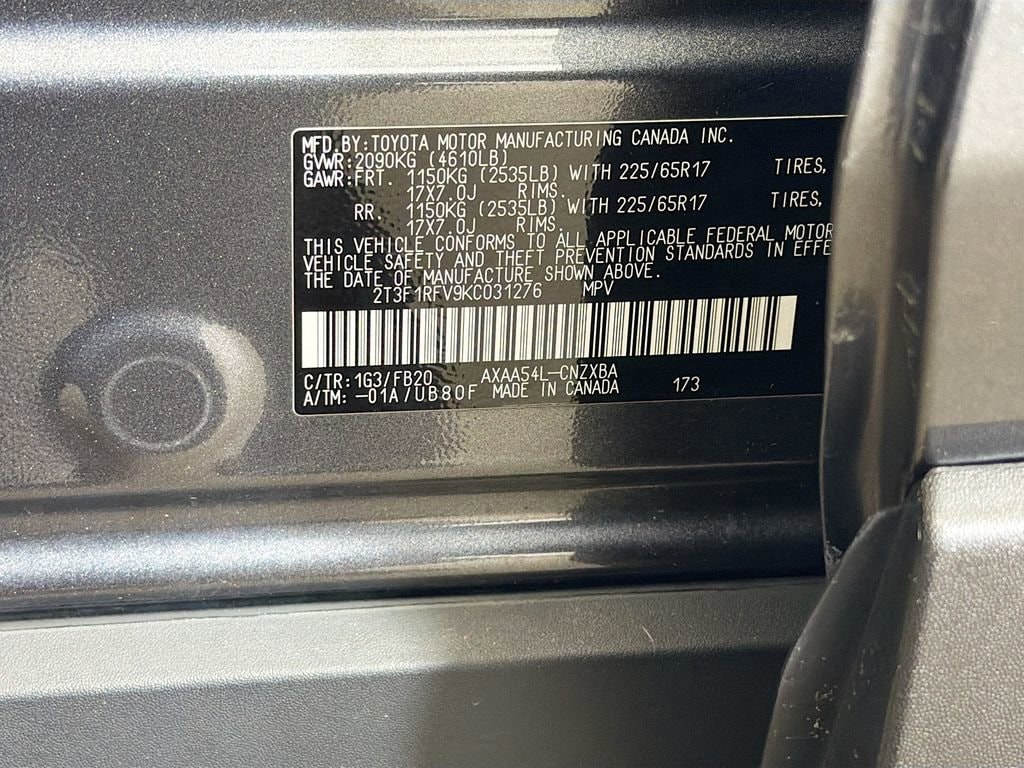 MFD.BY:TOYOTA MOTOR MANUFACTURING CANADA INC.
GVWR:2090KG (4610LB)
GAWR:FRT. 1150KG (2535LB) WITH 225/65R17 TIRES,
17X7.0J RIMS.
RR. 1150KG (2535LB) WITH 225/65R17 TIRES,
17X7.0J RIMS.
THIS VEHICLE CONFORMS TO ALL APPLICABLE FEDERAL MOTOR
VEHICLE SAFETY AND THEFT PREVENTION STANDARDS IN EFFE
THE DATE OF MANUFACTURE SHOWN ABOVE.
2T3F1RFV9KC031276 MPV
C/TR:1G3/FB20 AXAA54L-CNZXBA 173
A/TM:-01A/UB80F MADE IN CANADA